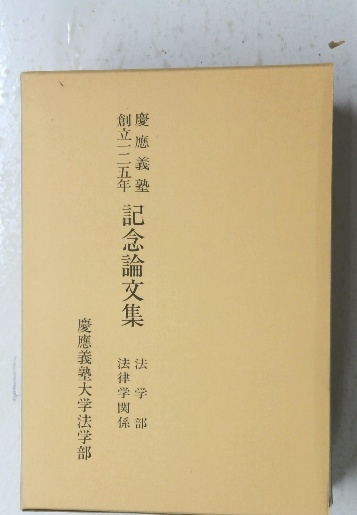 慶應義塾
創立一二五年
記念論文集
法学部
法律学関係
慶應義塾大学法学部